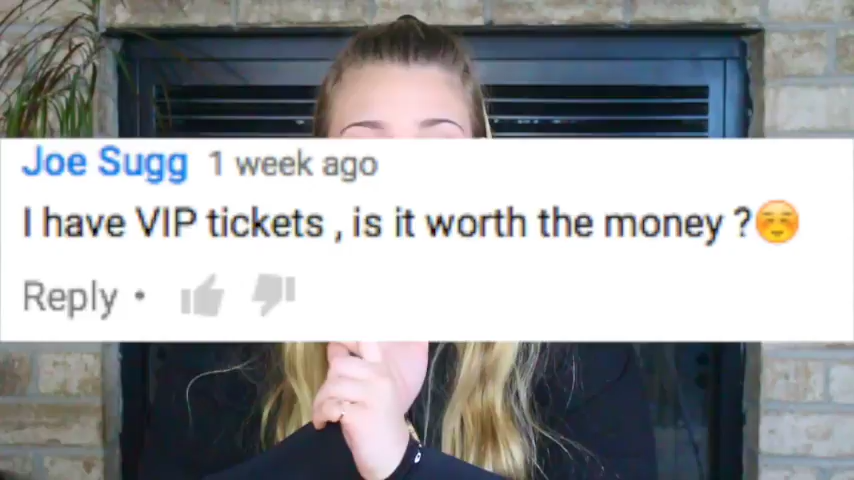 Joe Sugg 1 week ago
I have VIP tickets , is it worth the money ?☺️
Reply •